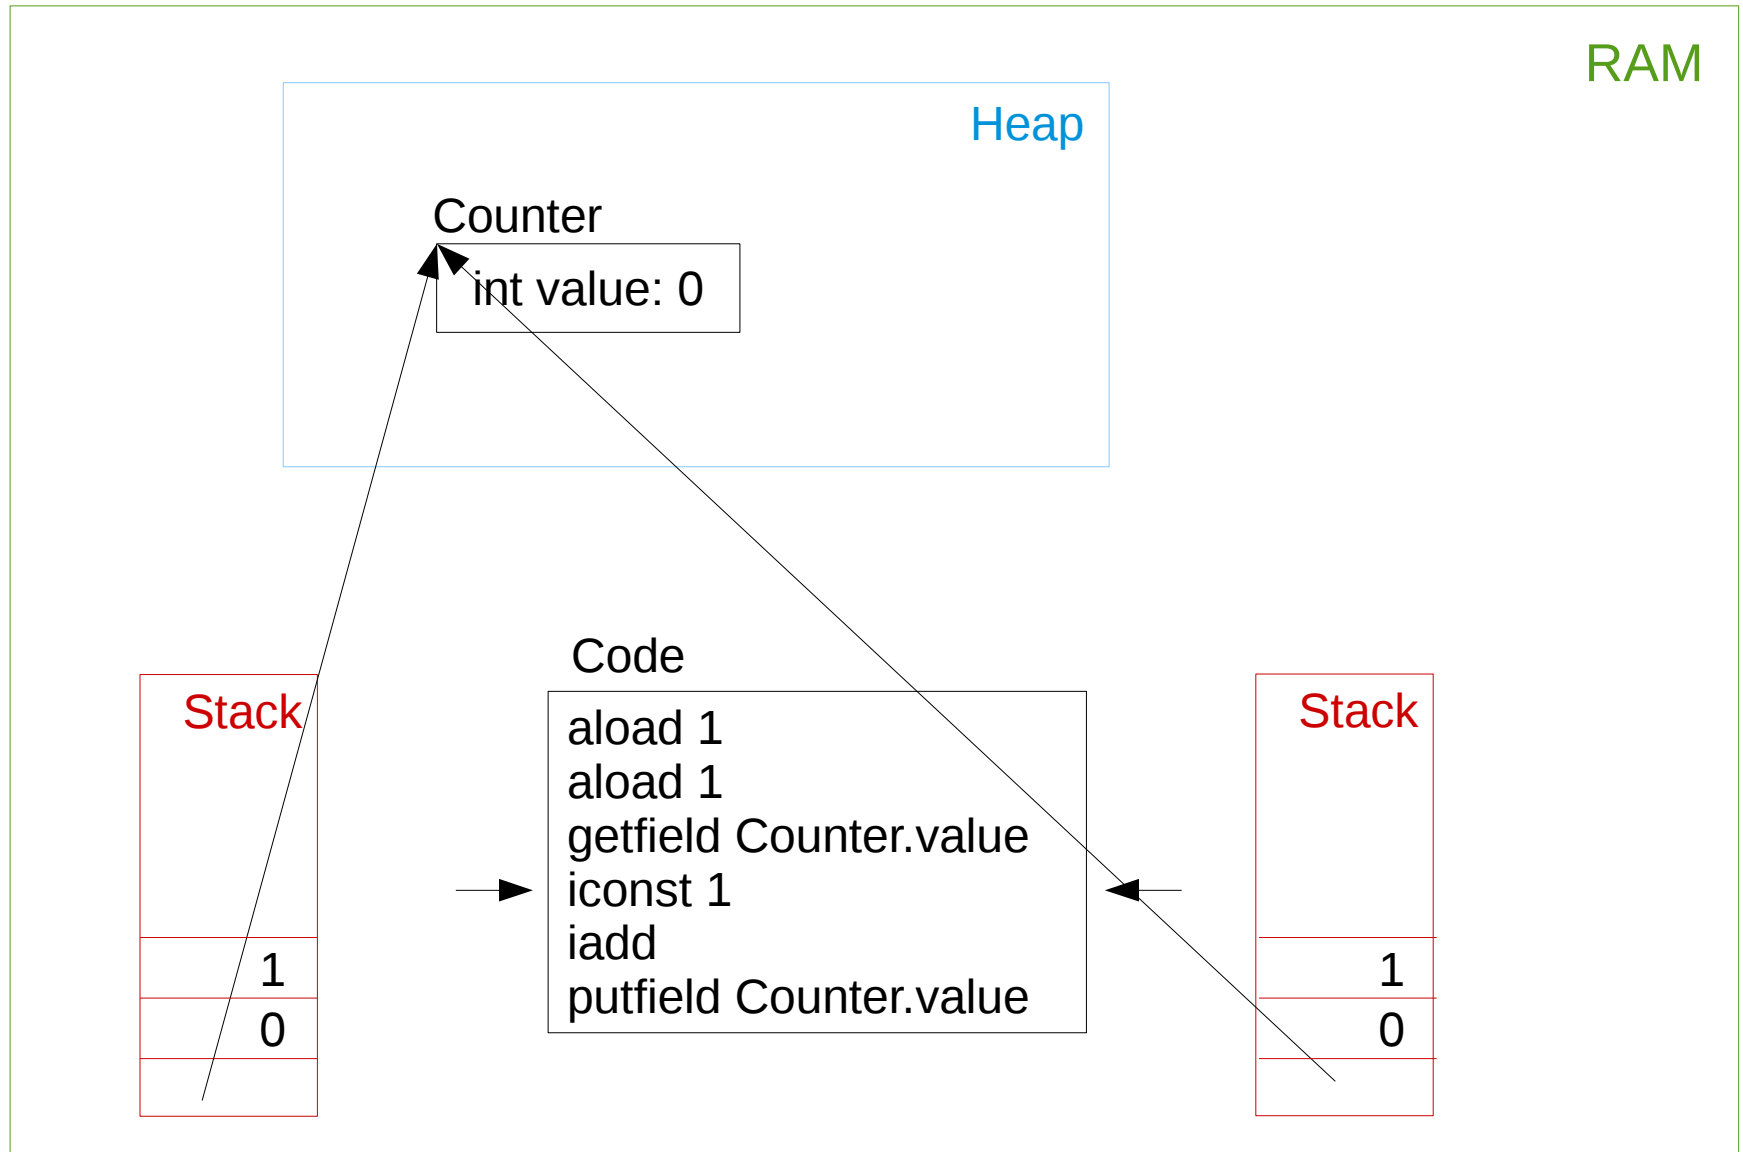 RAM
Heap
Counter
int value: 0
Code
Stack
Stack
aload 1
aload 1
getfield Counter.value
iconst 1
iadd
putfield Counter.value
1
0
1
0